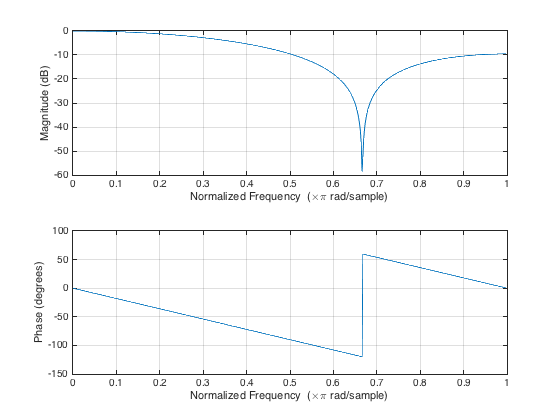 0
-10
-20
-30
-40
-50
-60
Magnitude (dB)
0 0.1 0.2 0.3 0.4 0.5 0.6 0.7 0.8 0.9 1
Normalized Frequency (×π rad/sample)
100
50
0
-50
-100
-150
Phase (degrees)
0 0.1 0.2 0.3 0.4 0.5 0.6 0.7 0.8 0.9 1
Normalized Frequency (×π rad/sample)